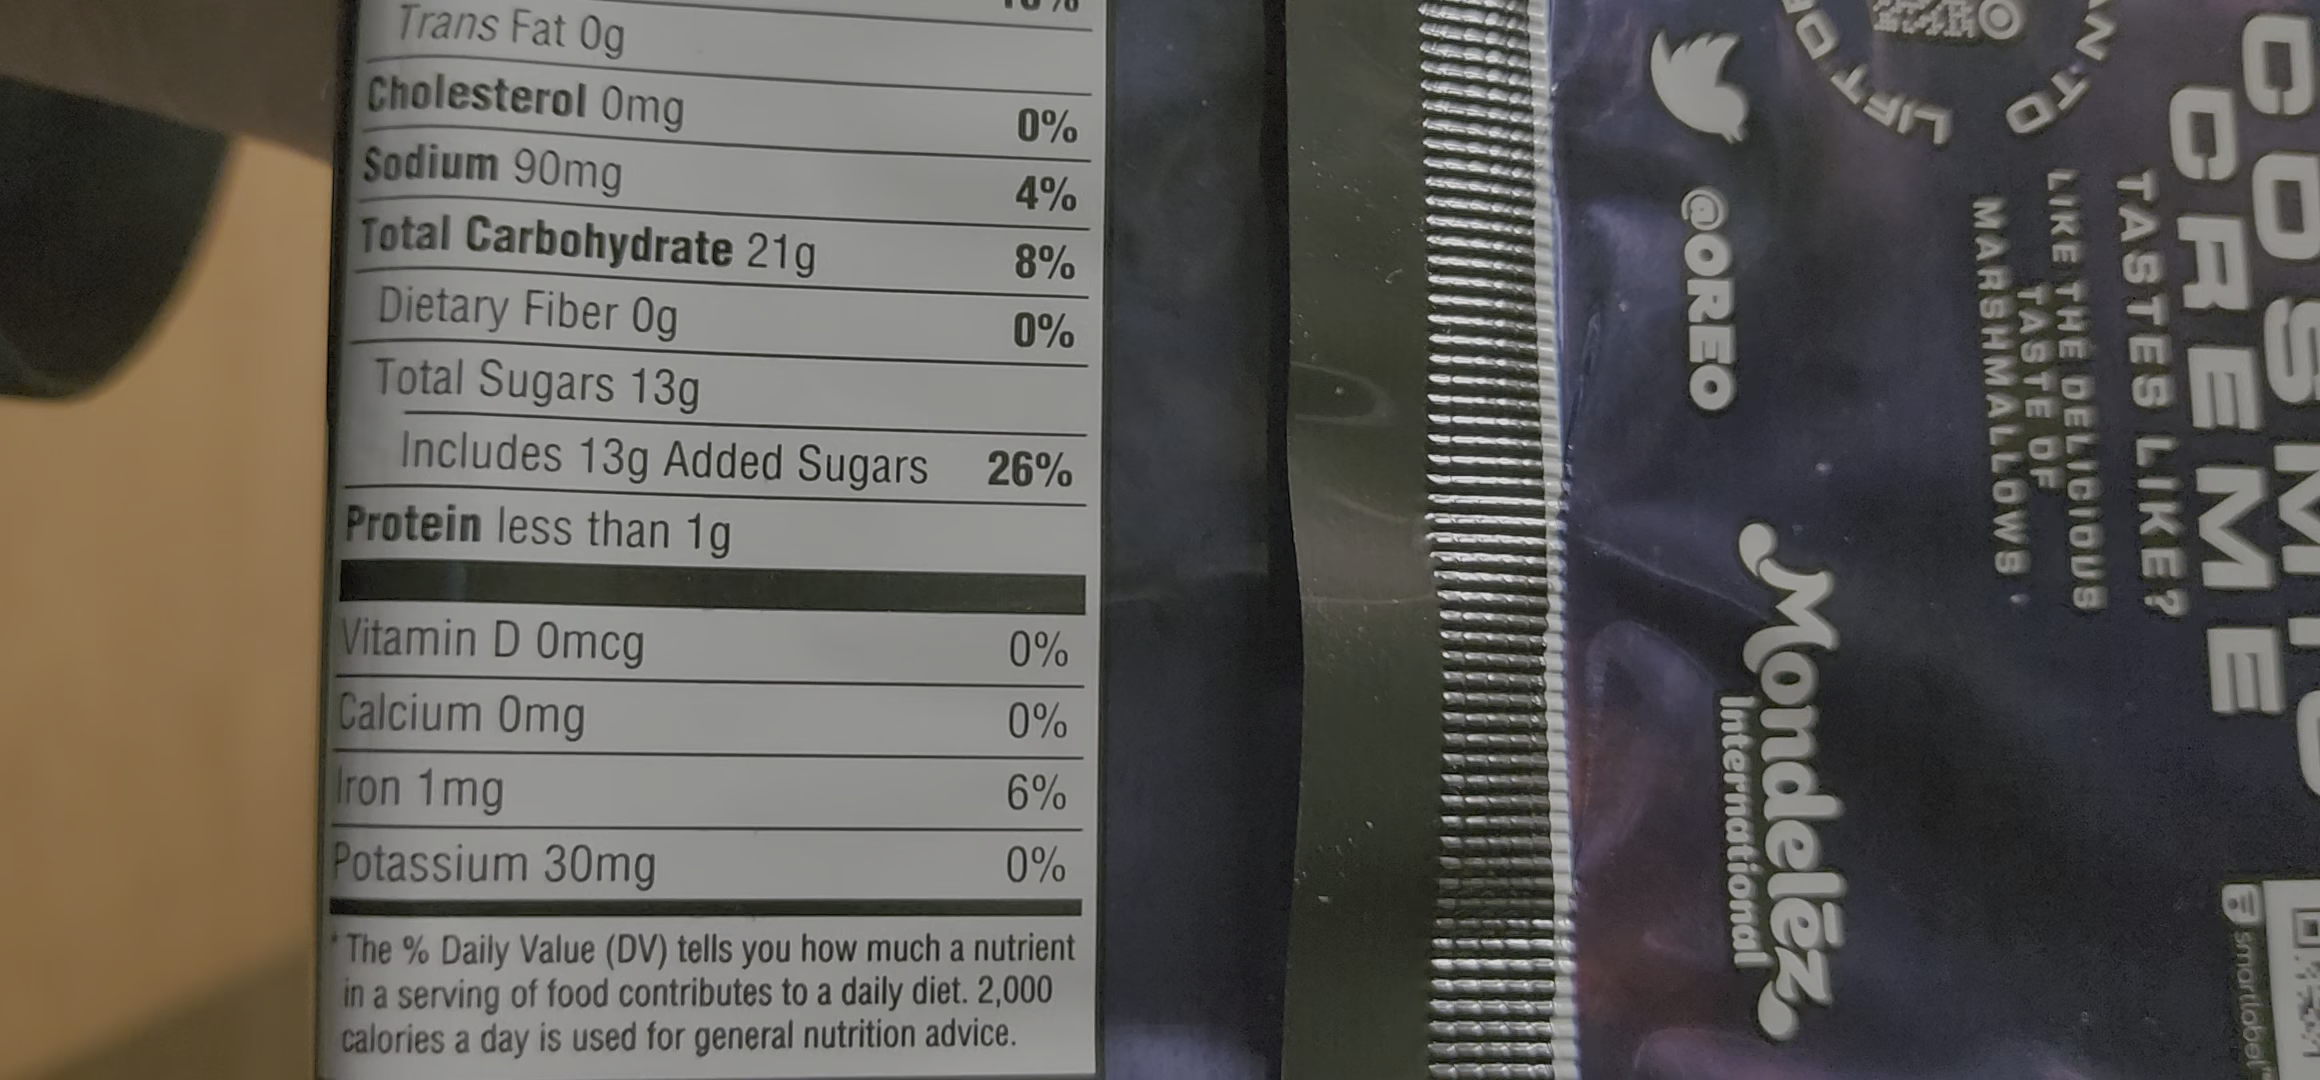 Trans Fat 0g
Cholesterol 0mg 0%
Sodium 90mg 4%
Total Carbohydrate 21g 8%
Dietary Fiber 0g 0%
Total Sugars 13g
Includes 13g Added Sugars 26%
Protein less than 1g
Vitamin D 0mcg 0%
Calcium 0mg 0%
Iron 1mg 6%
Potassium 30mg 0%
* The % Daily Value (DV) tells you how much a nutrient
in a serving of food contributes to a daily diet. 2,000
calories a day is used for general nutrition advice.
CREME
TASTES LIKE?
LIKE THE DELICIOUS
TASTE OF
MARSHMALLOWS
@OREO
Mondelēz
International
smartlabel